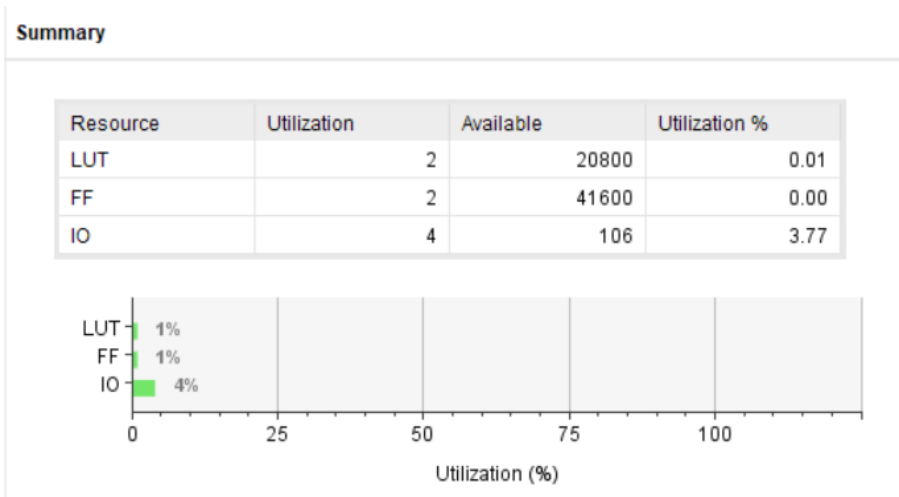 Summary
Resource Utilization Available Utilization %
LUT 2 20800 0.01
FF 2 41600 0.00
IO 4 106 3.77
LUT 1%
FF 1%
IO 4%
0 25 50 75 100
Utilization (%)